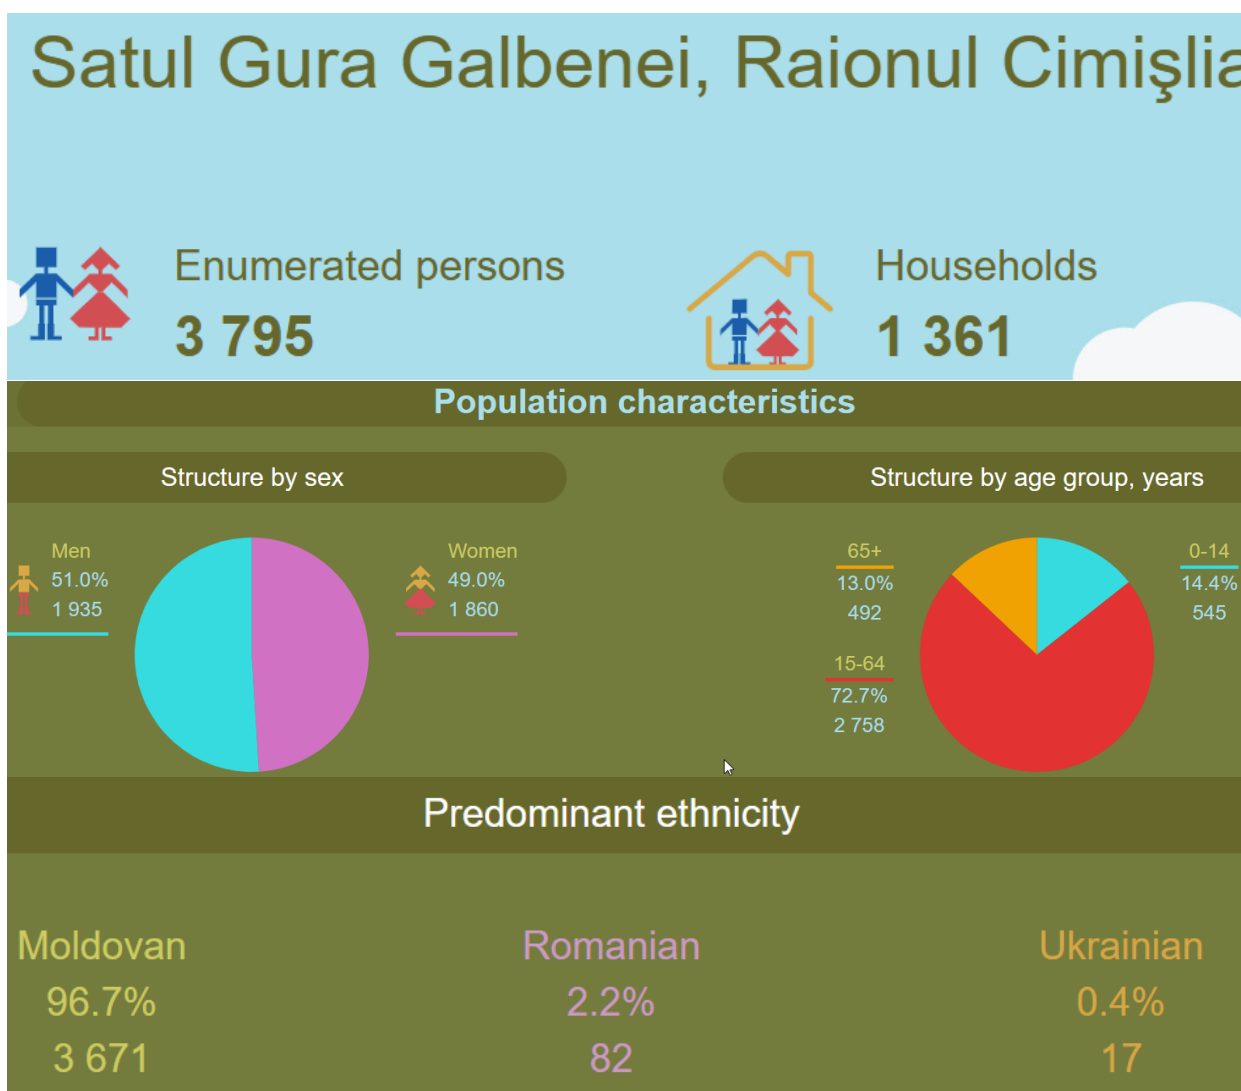 Satul Gura Galbenei, Raionul Cimişlia
Enumerated persons
3 795
Households
1 361
Population characteristics
Structure by sex
Men
51.0%
1 935
Women
49.0%
1 860
Structure by age group, years
65+
13.0%
492
15-64
72.7%
2 758
0-14
14.4%
545
Predominant ethnicity
Moldovan
96.7%
3 671
Romanian
2.2%
82
Ukrainian
0.4%
17